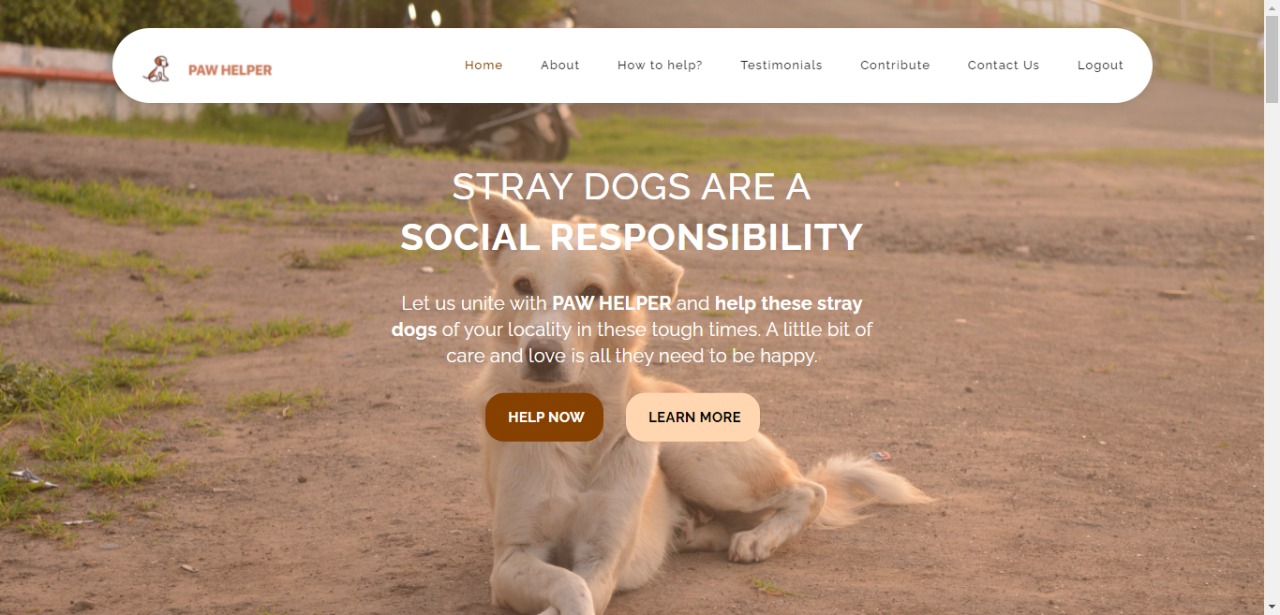 PAW HELPER
Home About How to help? Testimonials Contribute Contact Us Logout
STRAY DOGS ARE A
SOCIAL RESPONSIBILITY
Let us unite with PAW HELPER and help these stray
dogs of your locality in these tough times. A little bit of
care and love is all they need to be happy.
HELP NOW
LEARN MORE